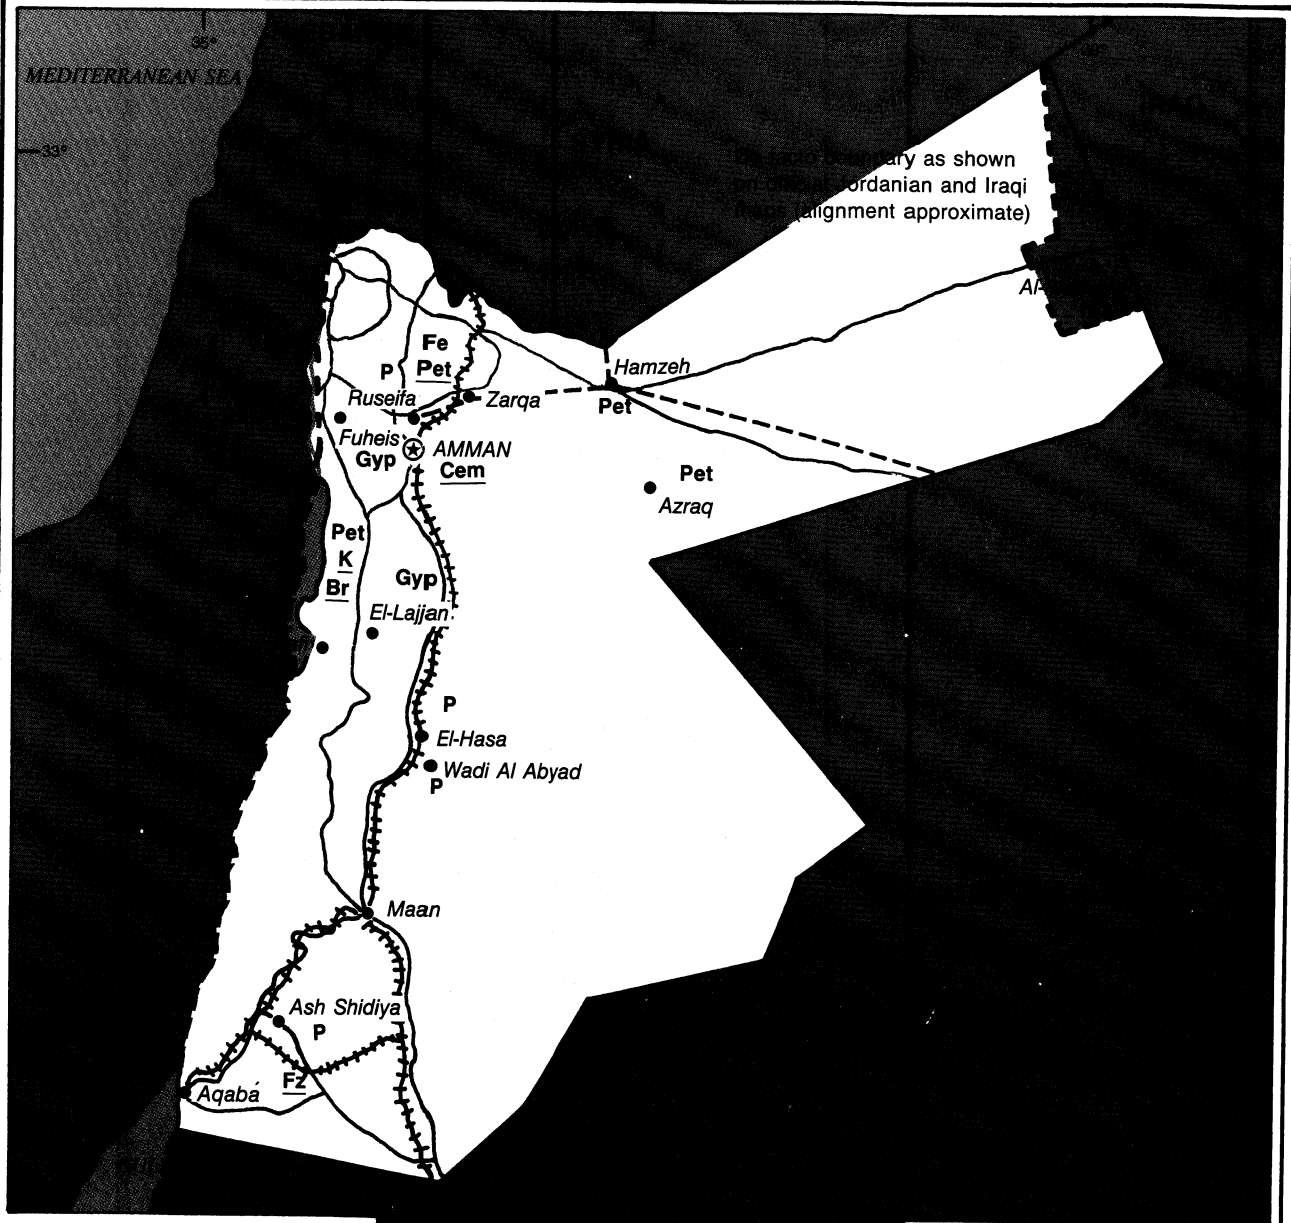 35°
MEDITERRANEAN SEA
33°
boundary as shown
Jordanian and Iraqi
(alignment approximate)
Al-
Fe
P
Pet
Hamzeh
Pet
Ruseifa
Zarqa
Fuheis
Gyp
AMMAN
Cem
Pet
Azraq
Pet
K
Br
Gyp
El-Lajjan
P
El-Hasa
Wadi Al Abyad
P
Maan
Ash Shidiya
P
Fz
Aqaba